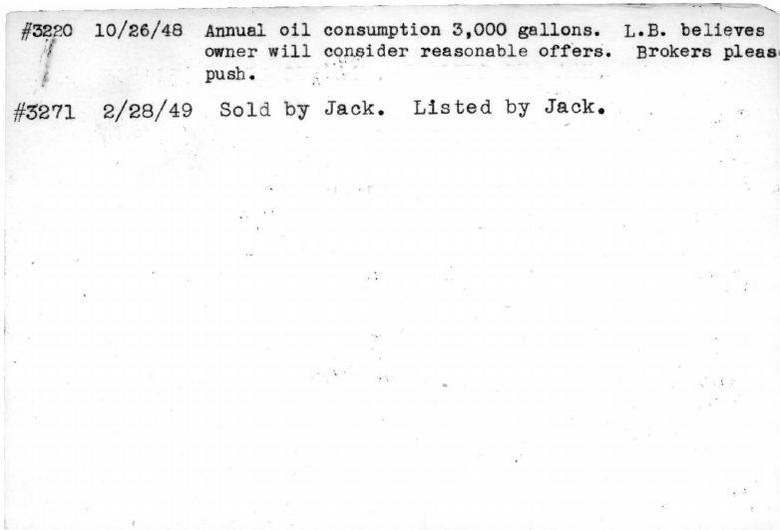 #3220 10/26/48 Annual oil consumption 3,000 gallons. L.B. believes
owner will consider reasonable offers. Brokers pleas
push.
#3271 2/28/49 Sold by Jack. Listed by Jack.